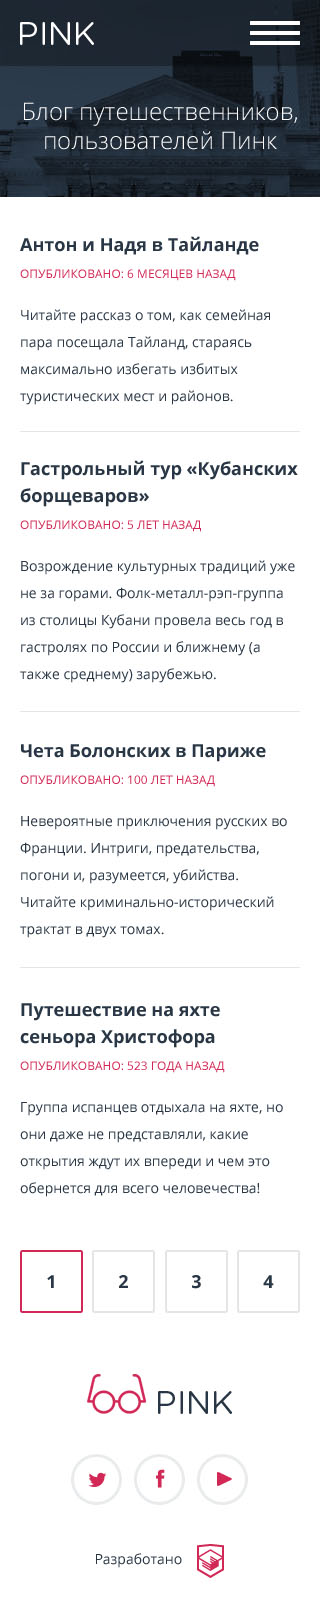 PINK
Блог путешественников,
пользователей Пинк
Антон и Надя в Тайланде
ОПУБЛИКОВАНО: 6 МЕСЯЦЕВ НАЗАД
Читайте рассказ о том, как семейная
пара посещала Тайланд, стараясь
максимально избегать избитых
туристических мест и районов.
Гастрольный тур «Кубанских
борщеваров»
ОПУБЛИКОВАНО: 5 ЛЕТ НАЗАД
Возрождение культурных традиций уже
не за горами. Фолк-металл-рэп-группа
из столицы Кубани провела весь год в
гастролях по России и ближнему (а
также среднему) зарубежью.
Чета Болонских в Париже
ОПУБЛИКОВАНО: 100 ЛЕТ НАЗАД
Невероятные приключения русских во
Франции. Интриги, предательства,
погони и, разумеется, убийства.
Читайте криминально-исторический
трактат в двух томах.
Путешествие на яхте
сеньора Христофора
ОПУБЛИКОВАНО: 523 ГОДА НАЗАД
Группа испанцев отдыхала на яхте, но
они даже не представляли, какие
открытия ждут их впереди и чем это
обернется для всего человечества!
1 2 3 4
PINK
Разработано